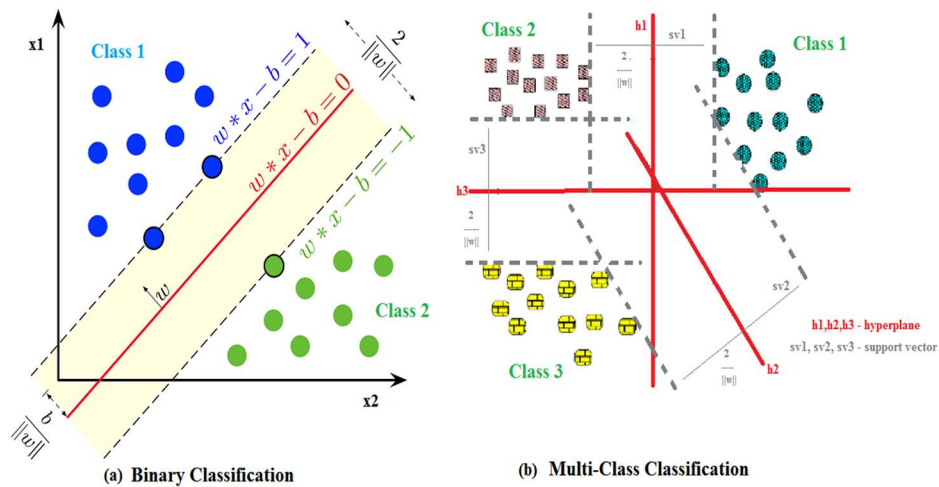 x1
Class 1
w * x − b = 1
2
||w||
w * x − b = 0
w * x − b = −1
w
Class 2
x2
b
||w||
(a) Binary Classification
h1
Class 2
sv1
Class 1
2
||w||
sv3
h3
2
||w||
sv2
h1,h2,h3 - hyperplane
sv1, sv2, sv3 - support vector
Class 3
2
||w||
h2
(b) Multi-Class Classification